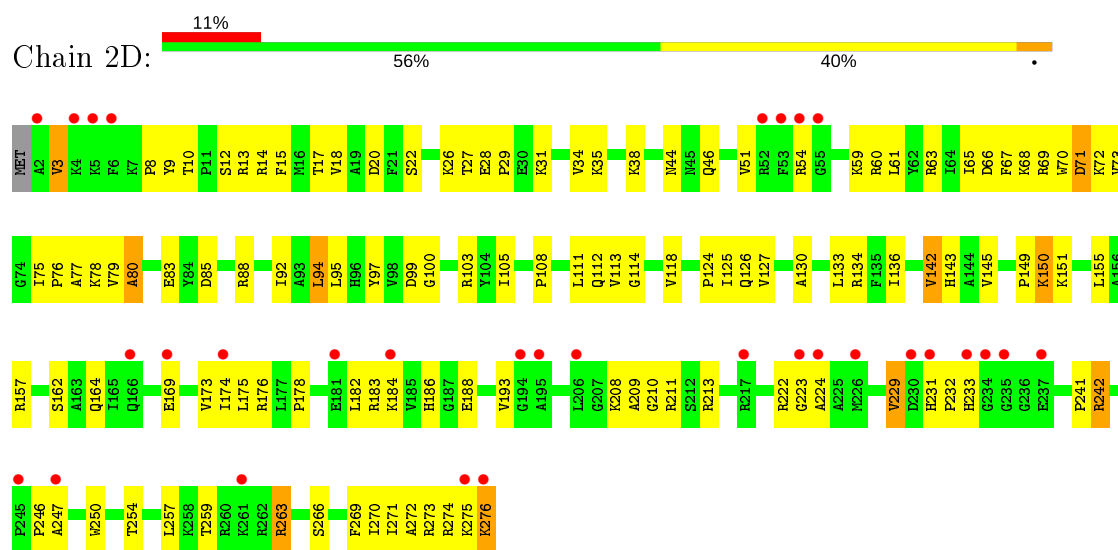 11%
Chain 2D:
56% 40% •
MET A2 V3 K4 K5 F6 K7 P8 Y9 T10 P11 S12 R13 R14 F15 M16 T17 V18 A19 D20 F21 S22 K26 T27 E28 P29 E30 K31 V34 K35 K38 N44 N45 Q46 V51 R52 F53 R54 G55 K59 R60 L61 Y62 R63 I64 I65 D66 F67 K68 R69 W70 D71 K72 V73
G74 I75 P76 A77 K78 V79 A80 E83 Y84 D85 R88 I92 A93 L94 L95 H96 Y97 V98 D99 G100 R103 Y104 I105 P108 L111 Q112 V113 G114 V118 P124 I125 Q126 V127 A130 L133 R134 F135 I136 V142 H143 A144 V145 P149 K150 K151 L155 A156
R157 S162 A163 Q164 I165 Q166 E169 V173 I174 L175 R176 L177 P178 E181 L182 R183 K184 V185 H186 G187 E188 V193 G194 A195 L206 G207 K208 A209 G210 R211 S212 R213 R217 R222 G223 A224 A225 M226 V229 D230 H231 P232 H233 G234 G235 G236 E237 P241 R242
P245 P246 A247 W250 T254 L257 K258 T259 R260 K261 R262 R263 S266 F269 I270 I271 A272 R273 R274 K275 K276